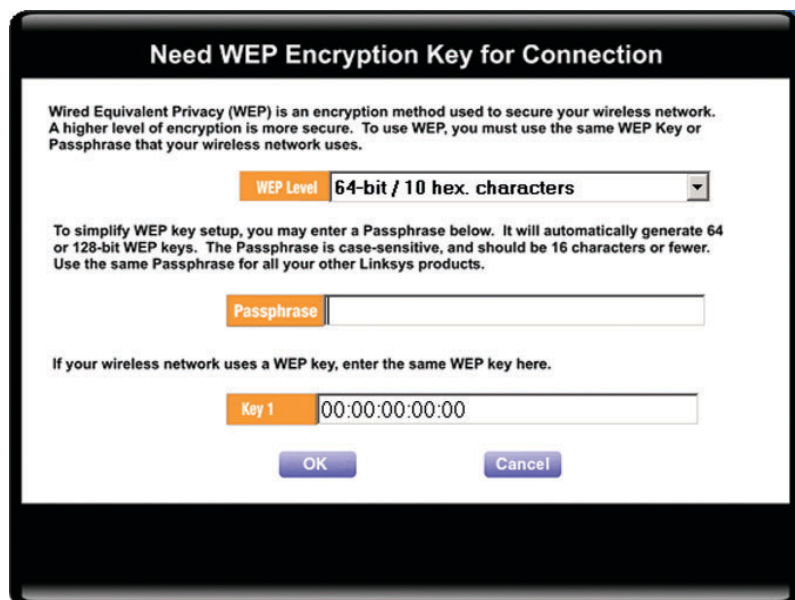 Need WEP Encryption Key for Connection
Wired Equivalent Privacy (WEP) is an encryption method used to secure your wireless network.
A higher level of encryption is more secure. To use WEP, you must use the same WEP Key or
Passphrase that your wireless network uses.
WEP Level 64-bit / 10 hex. characters
To simplify WEP key setup, you may enter a Passphrase below. It will automatically generate 64
or 128-bit WEP keys. The Passphrase is case-sensitive, and should be 16 characters or fewer.
Use the same Passphrase for all your other Linksys products.
Passphrase
If your wireless network uses a WEP key, enter the same WEP key here.
Key 1 00:00:00:00:00
OK Cancel